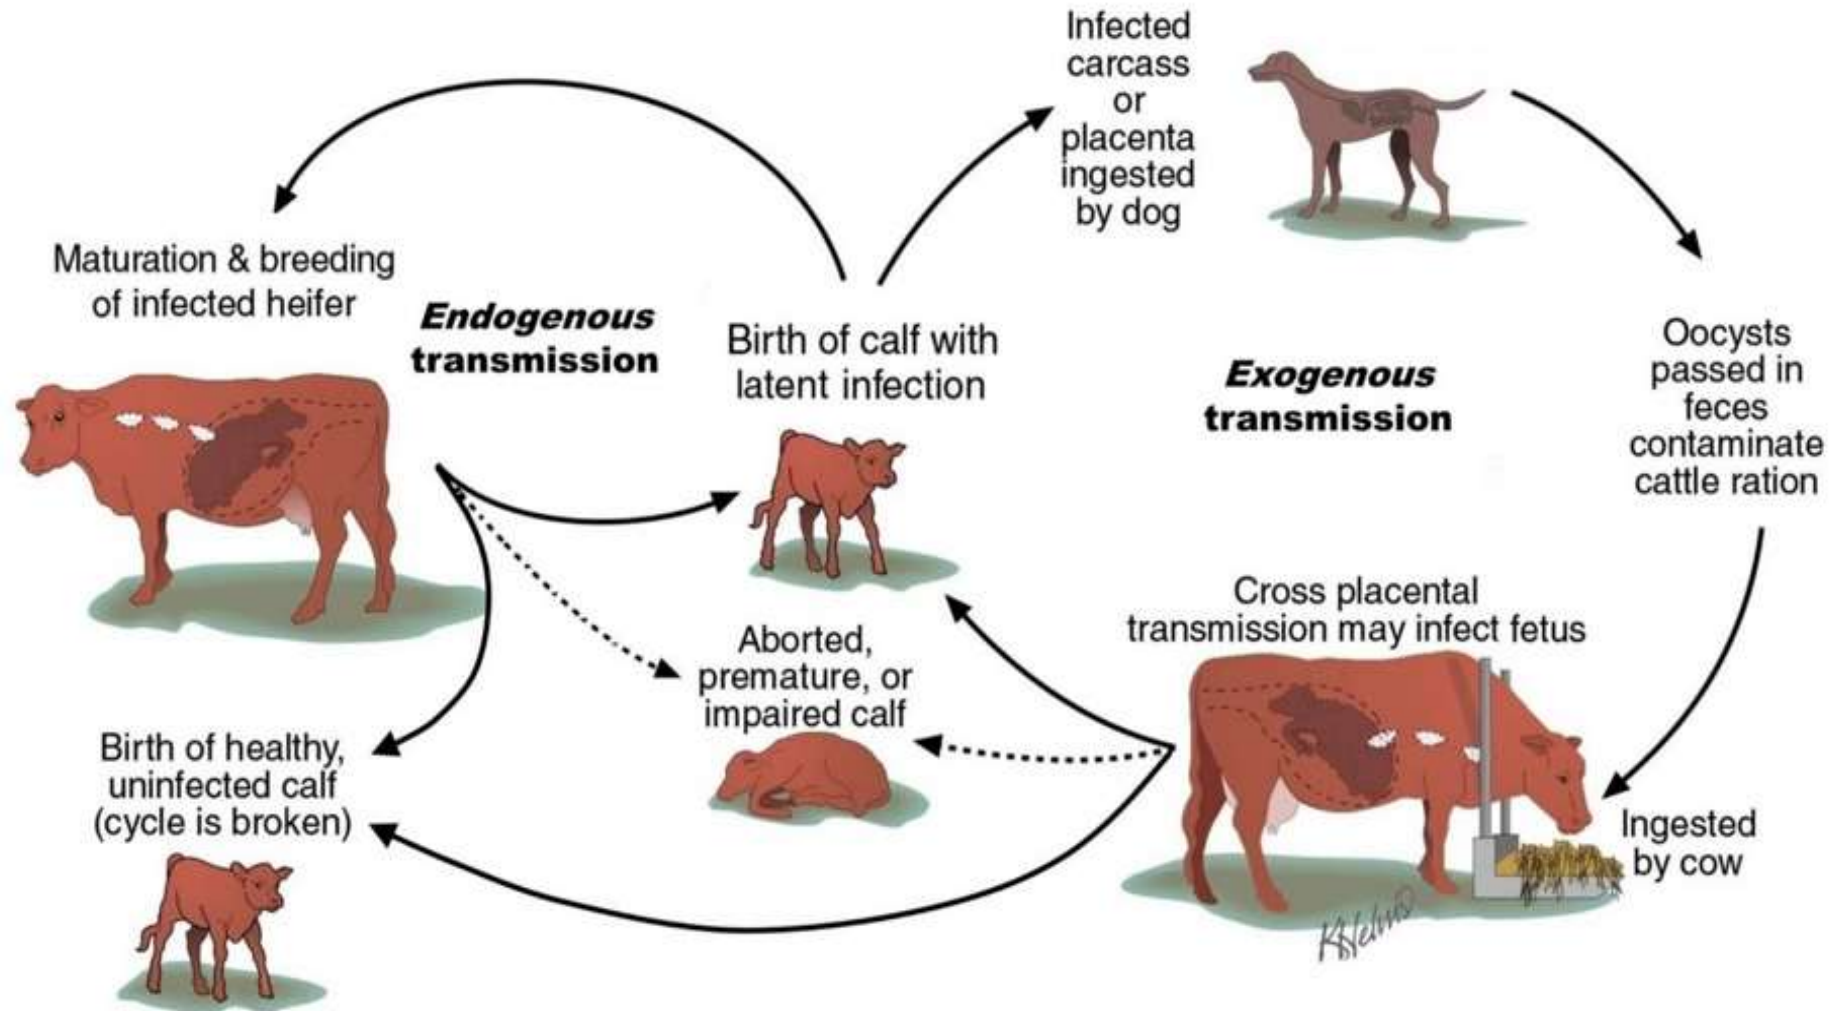 Infected
carcass
or
placenta
ingested
by dog
Maturation & breeding
of infected heifer
Endogenous
transmission
Birth of calf with
latent infection
Exogenous
transmission
Oocysts
passed in
feces
contaminate
cattle ration
Cross placental
transmission may infect fetus
Aborted,
premature, or
impaired calf
Birth of healthy,
uninfected calf
(cycle is broken)
Ingested
by cow